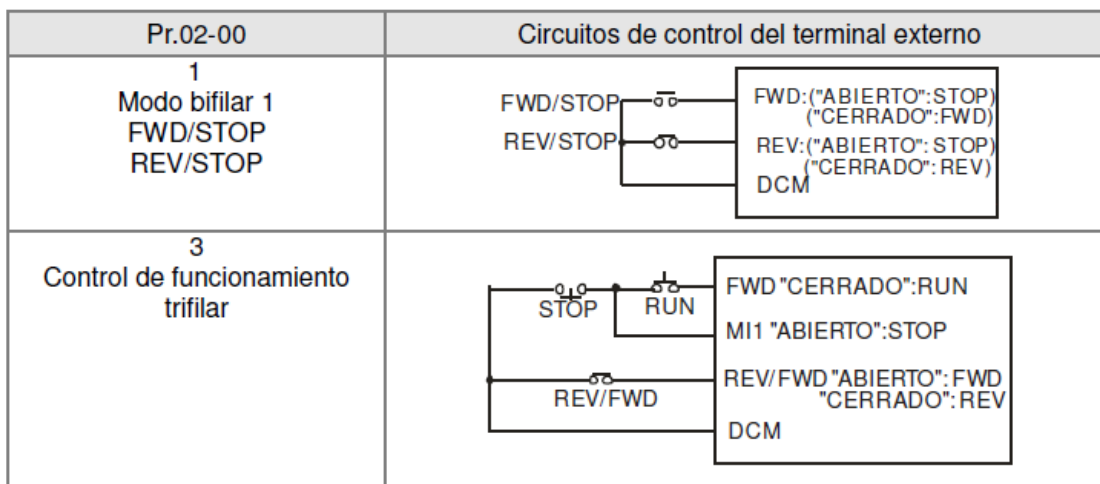 Pr.02-00
Circuitos de control del terminal externo
1
Modo bifilar 1
FWD/STOP
REV/STOP
FWD/STOP
REV/STOP
FWD:("ABIERTO":STOP)
("CERRADO":FWD)
REV:("ABIERTO":STOP)
("CERRADO":REV)
DCM
3
Control de funcionamiento
trifilar
STOP
RUN
REV/FWD
FWD"CERRADO":RUN
MI1 "ABIERTO":STOP
REV/FWD"ABIERTO":FWD
"CERRADO":REV
DCM